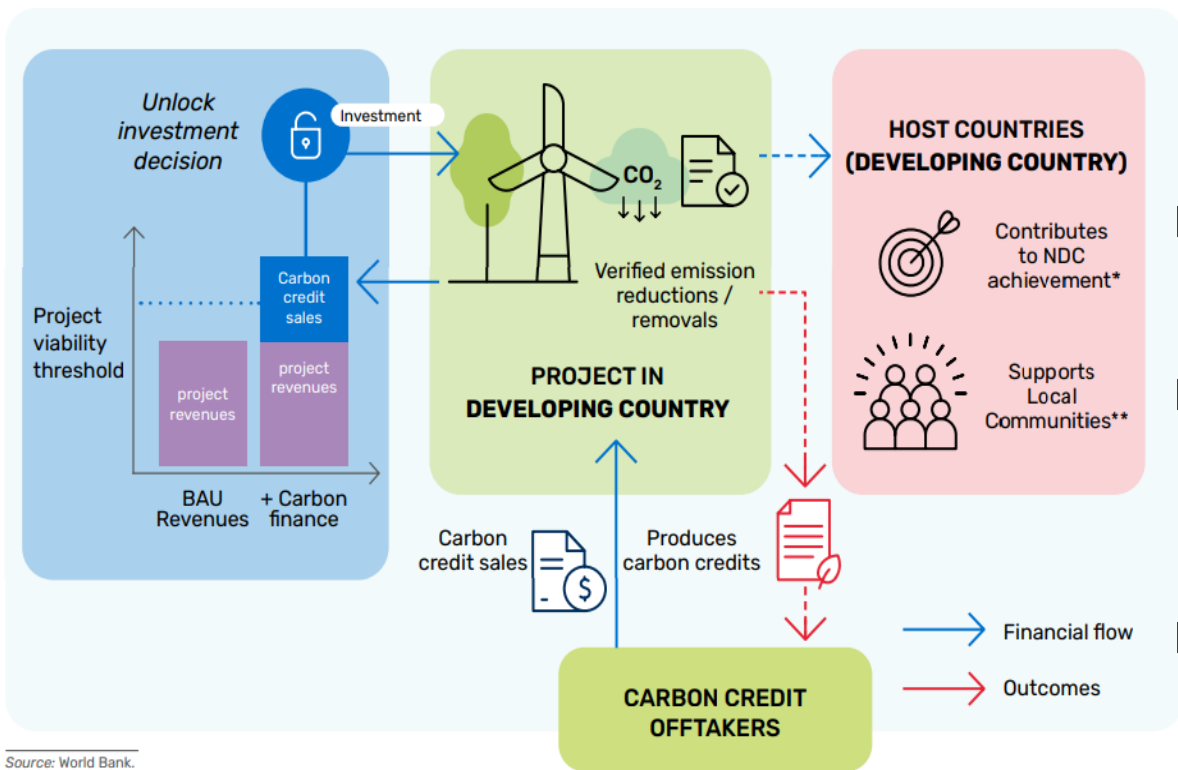 Unlock
investment
decision
Investment
Project
viability
threshold
Carbon
credit
sales
project
revenues
project
revenues
BAU
Revenues
+ Carbon
finance
CO₂
Verified emission
reductions /
removals
PROJECT IN
DEVELOPING COUNTRY
HOST COUNTRIES
(DEVELOPING COUNTRY)
Contributes
to NDC
achievement*
Supports
Local
Communities**
Carbon
credit sales
$
Produces
carbon credits
CARBON CREDIT
OFFTAKERS
Financial flow
Outcomes
Source: World Bank.